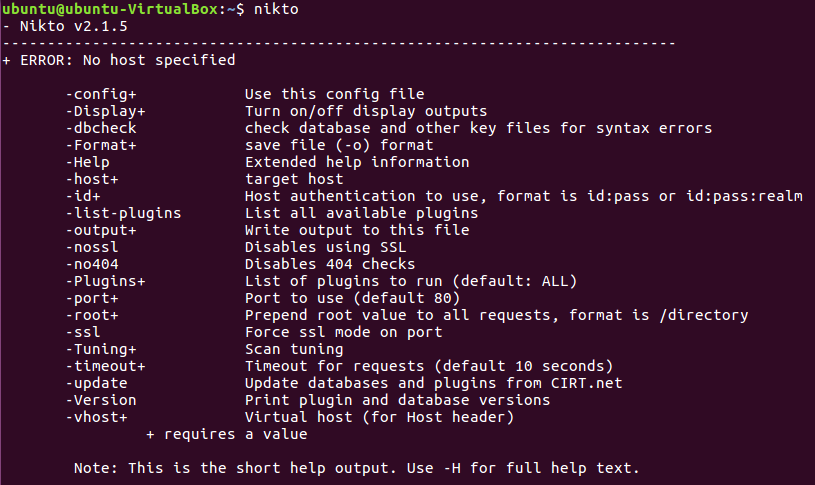 ubuntu@ubuntu-VirtualBox:~$ nikto
- Nikto v2.1.5
---------------------------------------------------------------------------
+ ERROR: No host specified
-config+ Use this config file
-Display+ Turn on/off display outputs
-dbcheck check database and other key files for syntax errors
-Format+ save file (-o) format
-Help Extended help information
-host+ target host
-id+ Host authentication to use, format is id:pass or id:pass:realm
-list-plugins List all available plugins
-output+ Write output to this file
-nossl Disables using SSL
-no404 Disables 404 checks
-Plugins+ List of plugins to run (default: ALL)
-port+ Port to use (default 80)
-root+ Prepend root value to all requests, format is /directory
-ssl Force ssl mode on port
-Tuning+ Scan tuning
-timeout+ Timeout for requests (default 10 seconds)
-update Update databases and plugins from CIRT.net
-Version Print plugin and database versions
-vhost+ Virtual host (for Host header)
+ requires a value
Note: This is the short help output. Use -H for full help text.